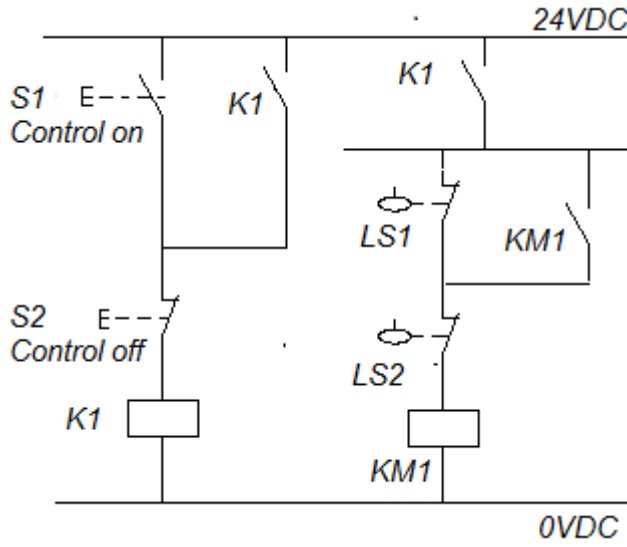 24VDC
S1
Control on
K1
K1
LS1
KM1
S2
Control off
LS2
K1
KM1
0VDC